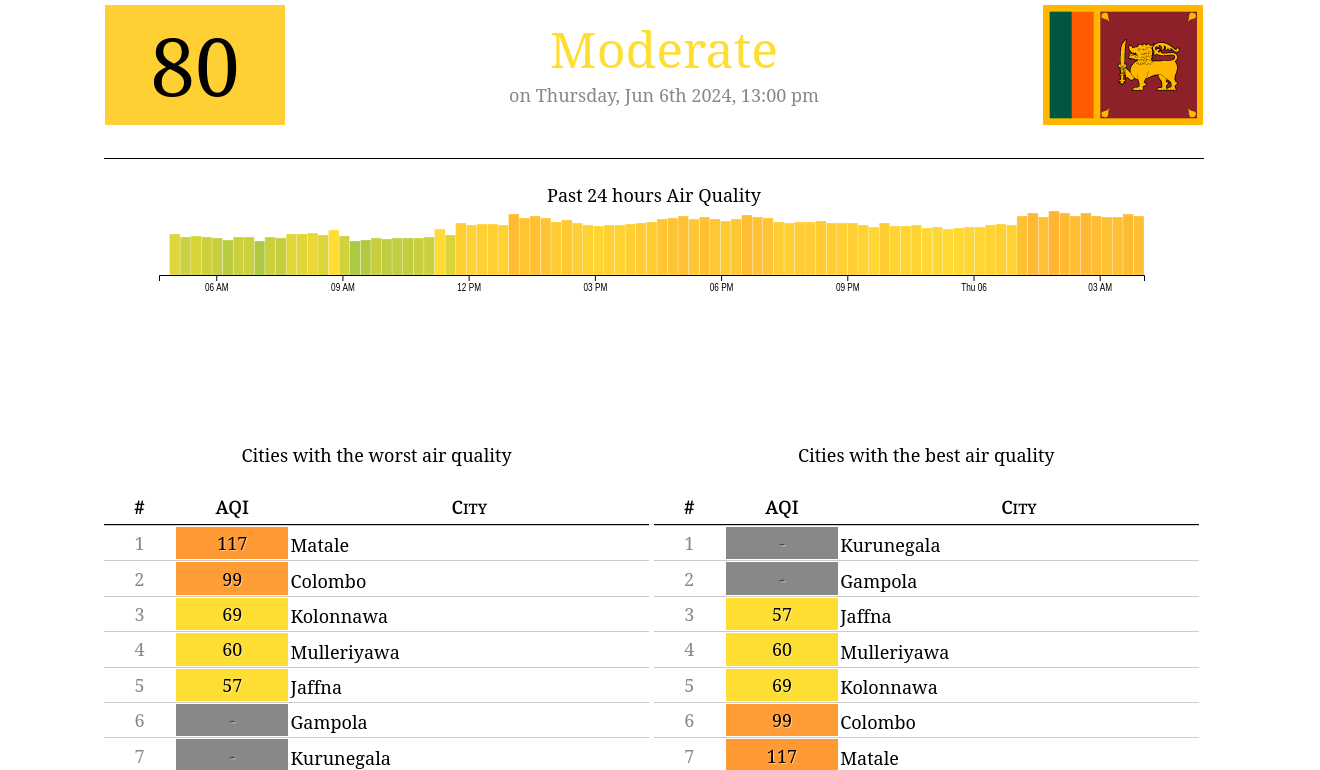 80
Moderate
on Thursday, Jun 6th 2024, 13:00 pm
Past 24 hours Air Quality
06 AM 09 AM 12 PM 03 PM 06 PM 09 PM Thu 06 03 AM
Cities with the worst air quality
# AQI City
1 117 Matale
2 99 Colombo
3 69 Kolonnawa
4 60 Mulleriyawa
5 57 Jaffna
6 - Gampola
7 - Kurunegala
Cities with the best air quality
# AQI City
1 - Kurunegala
2 - Gampola
3 57 Jaffna
4 60 Mulleriyawa
5 69 Kolonnawa
6 99 Colombo
7 117 Matale